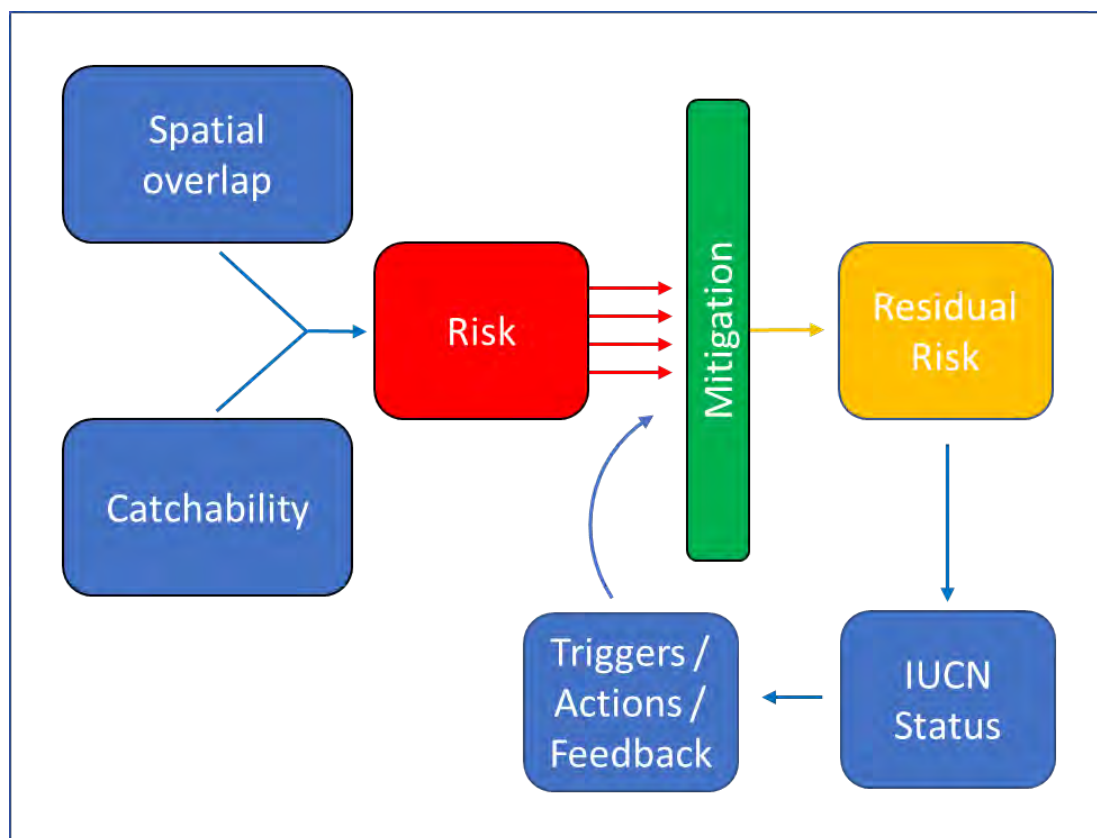 Spatial
overlap
Catchability
Risk
Mitigation
Residual
Risk
IUCN
Status
Triggers /
Actions /
Feedback